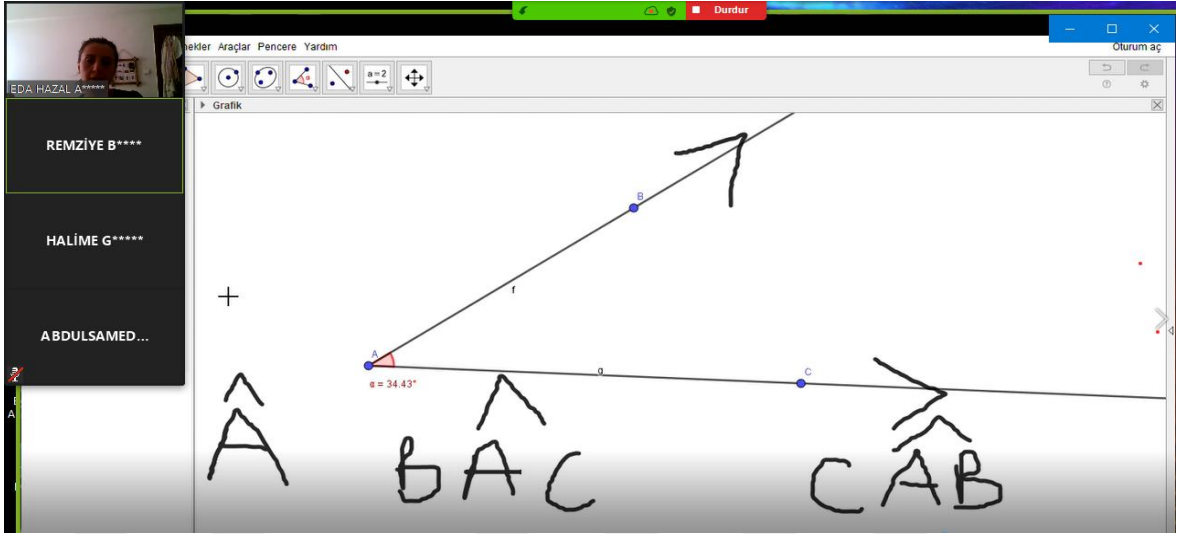 Durdur
nekler Araçlar Pencere Yardım
Oturum aç
a=2
Grafik
EDA HAZAL A*****
REMZİYE B****
HALİME G*****
ABDULSAMED...
B
f
A
α = 34.43°
g
C
Â
BÂC
CÂB